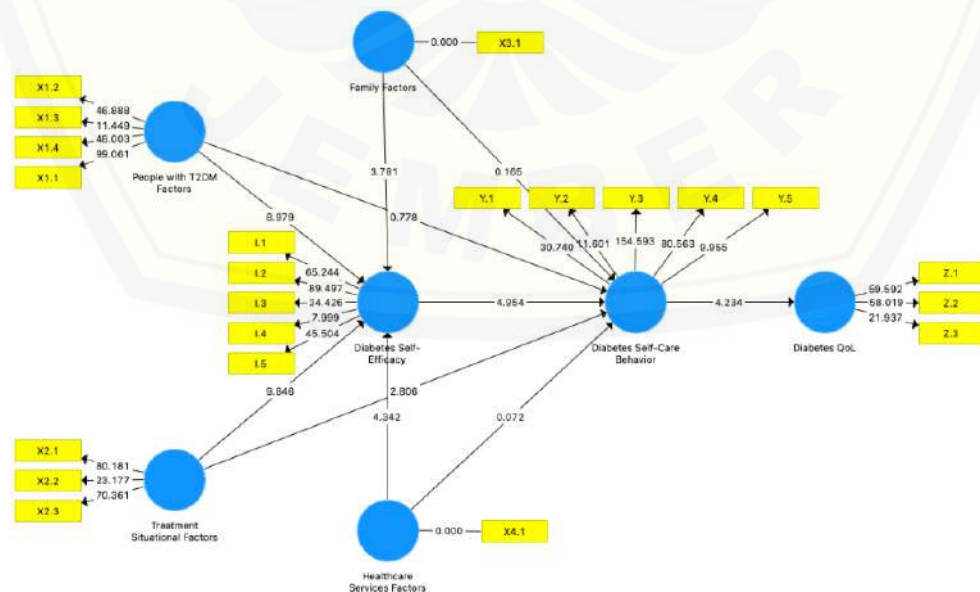 0.000
X3.1
Family Factors
X1.2
X1.3
X1.4
X1.1
46.888
11.449
48.003
99.061
People with T2DM
Factors
3.781
0.165
0.778
8.979
Y.1
Y.2
Y.3
Y.4
Y.5
30.740
11.601
154.593
80.563
9.955
I.1
I.2
I.3
I.4
I.5
65.244
89.497
34.426
7.999
45.504
Diabetes Self-
Efficacy
4.954
Diabetes Self-Care
Behavior
4.234
Diabetes QoL
59.592
58.019
21.937
Z.1
Z.2
Z.3
9.846
2.806
4.342
0.072
X2.1
X2.2
X2.3
80.181
23.177
70.361
Treatment
Situational Factors
0.000
X4.1
Healthcare
Services Factors
EMBER